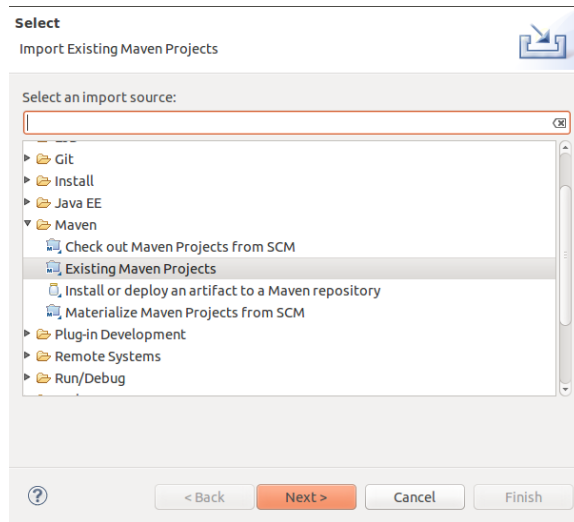 Select
Import Existing Maven Projects
Select an import source:
Git
Install
Java EE
Maven
Check out Maven Projects from SCM
Existing Maven Projects
Install or deploy an artifact to a Maven repository
Materialize Maven Projects from SCM
Plug-in Development
Remote Systems
Run/Debug
? < Back Next > Cancel Finish